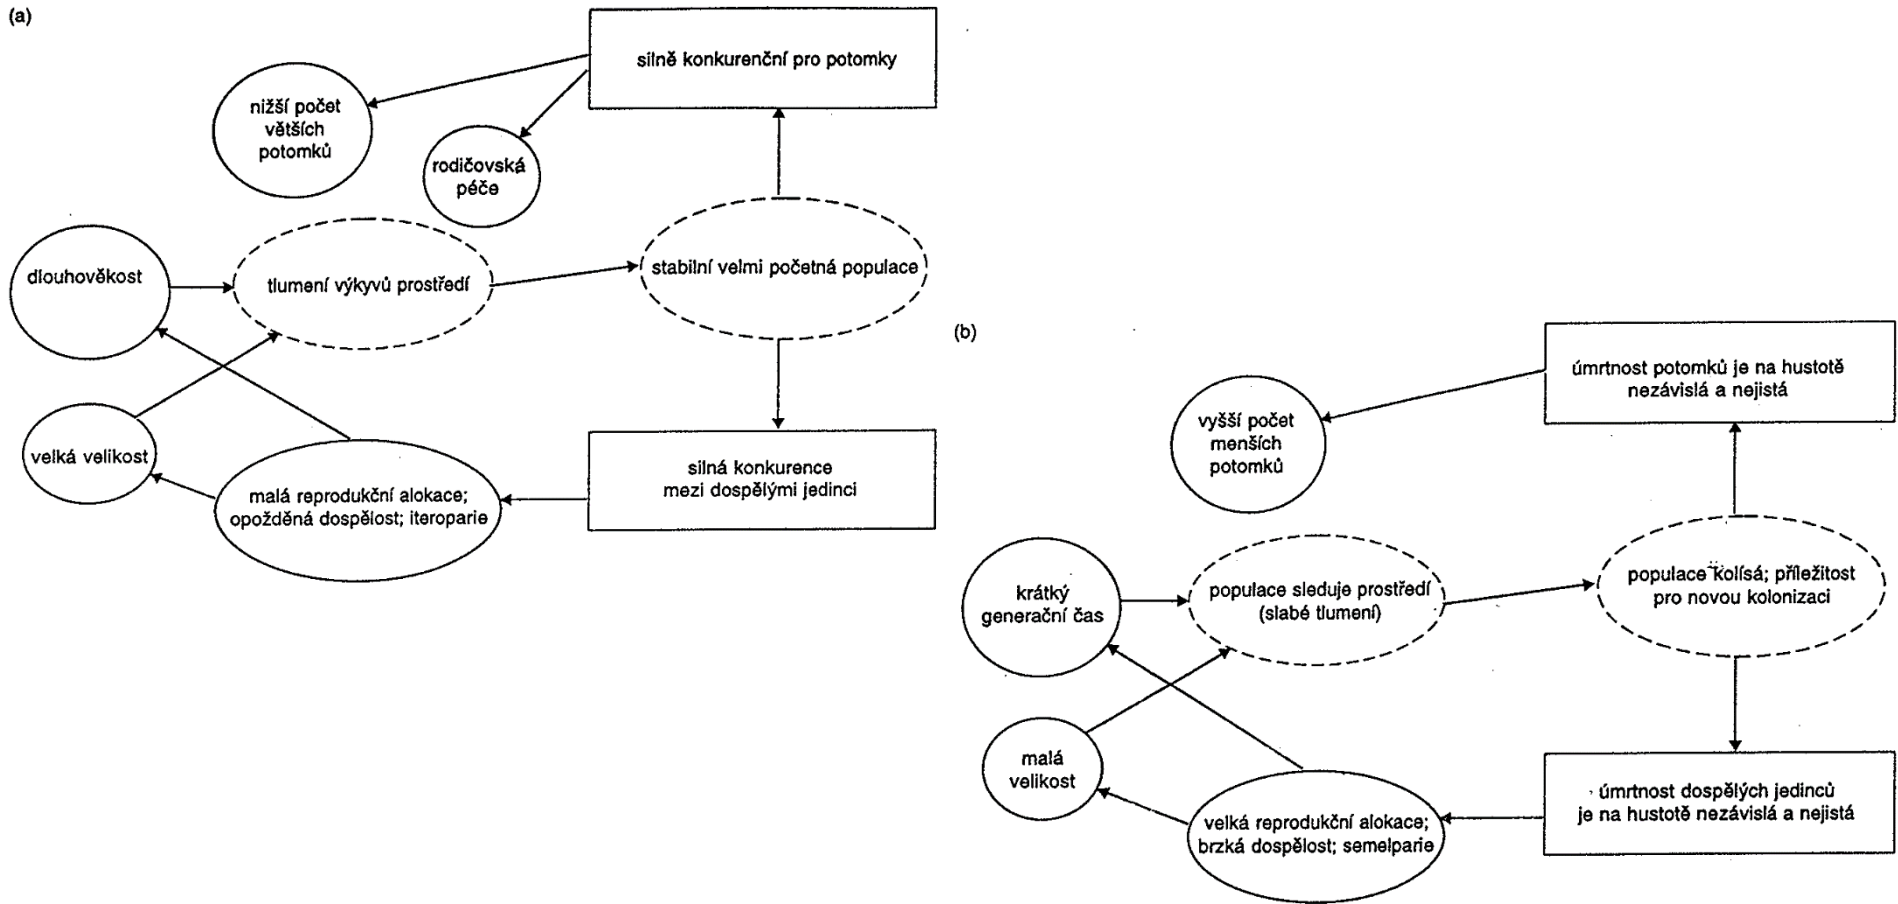 (a)
silně konkurenční pro potomky
nižší počet
větších
potomků
rodičovská
péče
dlouhověkost
tlumení výkyvů prostředí
stabilní velmi početná populace
velká velikost
malá reprodukční alokace;
opožděná dospělost; iteroparie
silná konkurence
mezi dospělými jedinci
(b)
úmrtnost potomků je na hustotě
nezávislá a nejistá
vyšší počet
menších
potomků
krátký
generační čas
populace sleduje prostředí
(slabé tlumení)
populace kolísá; příležitost
pro novou kolonizaci
malá
velikost
velká reprodukční alokace;
brzká dospělost; semelparie
úmrtnost dospělých jedinců
je na hustotě nezávislá a nejistá